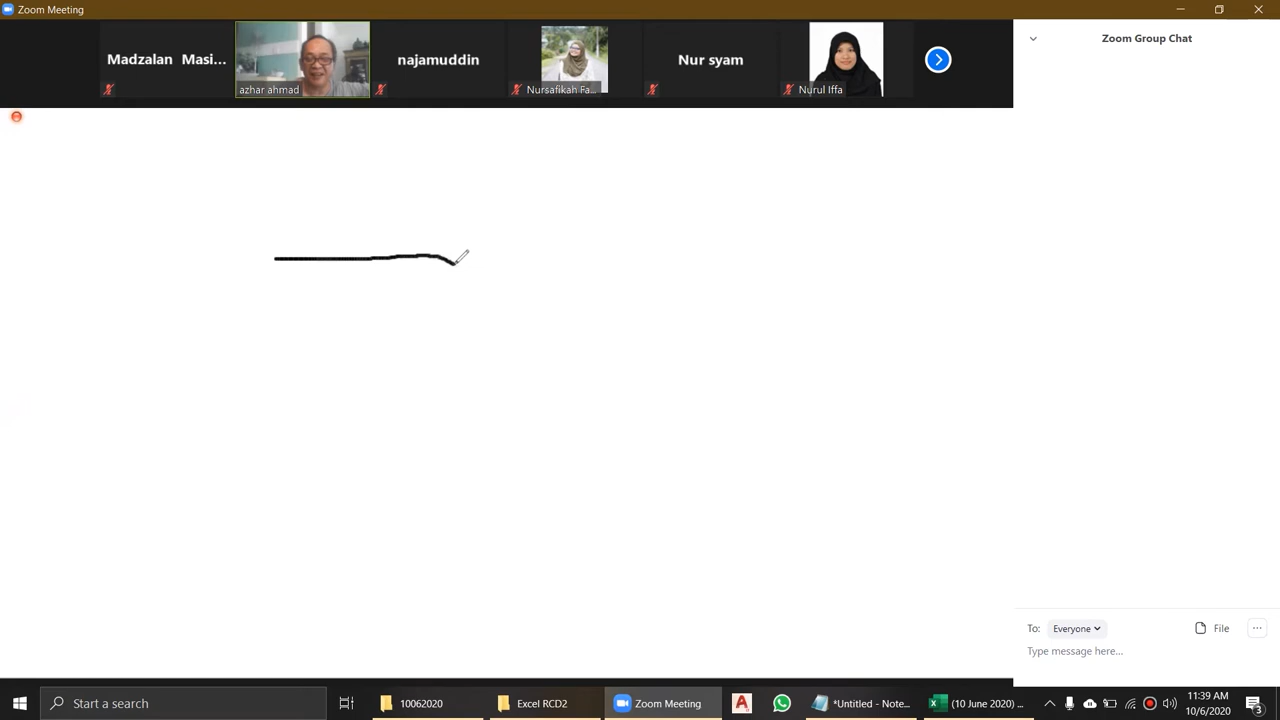 Zoom Meeting
Madzalan Masi...
azhar ahmad
najamuddin
Nursafikah Fa...
Nur syam
Nurul Iffa
Zoom Group Chat
To: Everyone
File
Type message here...
Start search
10062020
Excel RCD2
Zoom Meeting
*Untitled - Note...
(10 June 2020) ...
11:39 AM
10/6/2020
3